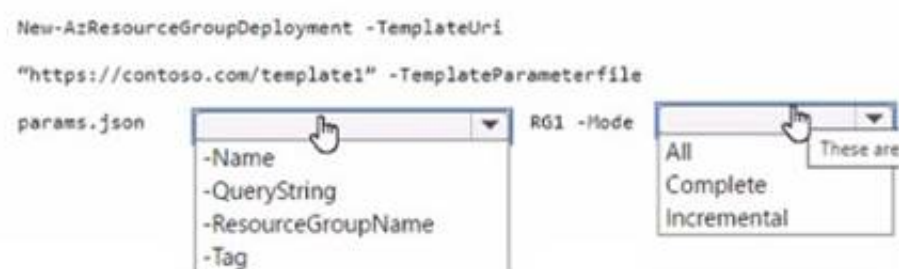 New-AzResourceGroupDeployment -TemplateUri
"https://contoso.com/template1" -TemplateParameterfile
params.json RG1 -Mode
-Name
-QueryString
-ResourceGroupName
-Tag
All
Complete
Incremental
These are